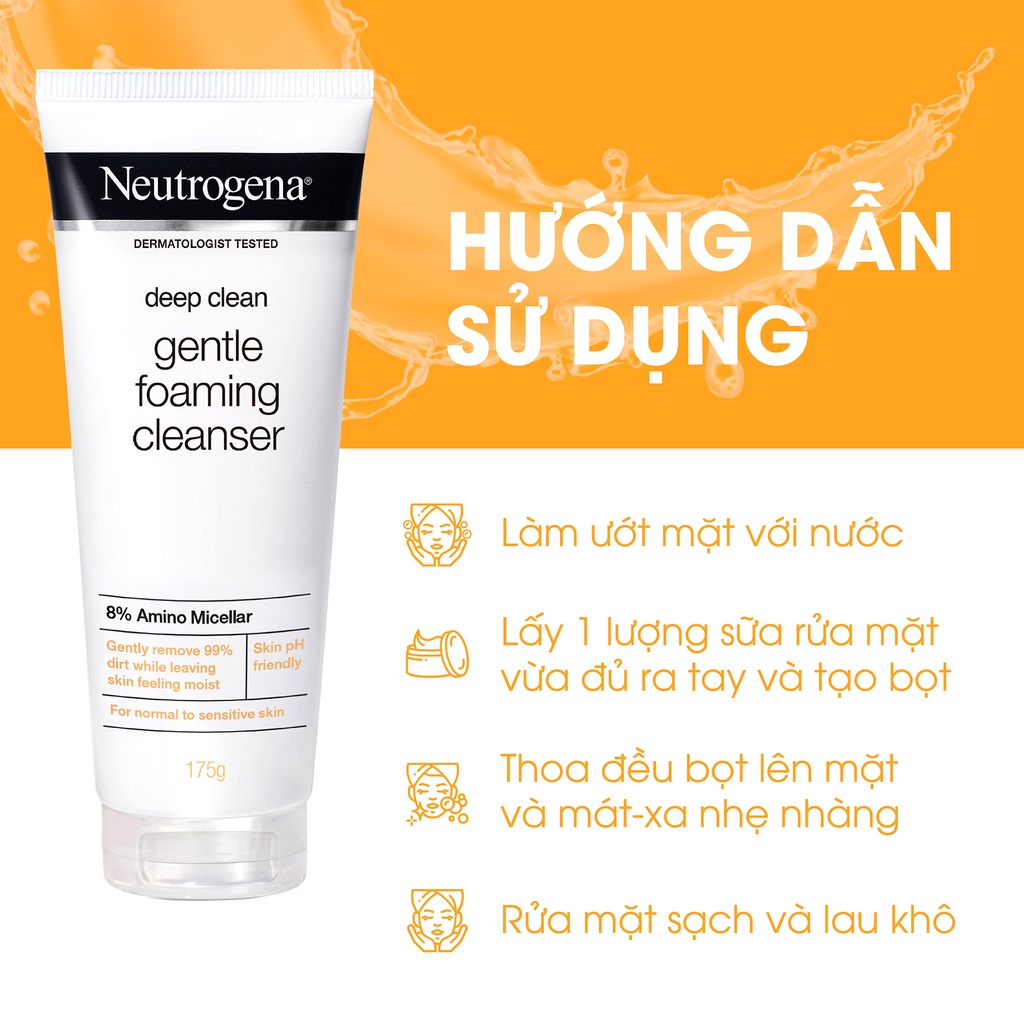 Neutrogena®
DERMATOLOGIST TESTED
deep clean
gentle
foaming
cleanser
8% Amino Micellar
Gently remove 99%
dirt while leaving
skin feeling moist
Skin pH
friendly
For normal to sensitive skin
175g
HƯỚNG DẪN
SỬ DỤNG
Làm ướt mặt với nước
Lấy 1 lượng sữa rửa mặt
vừa đủ ra tay và tạo bọt
Thoa đều bọt lên mặt
và mát-xa nhẹ nhàng
Rửa mặt sạch và lau khô